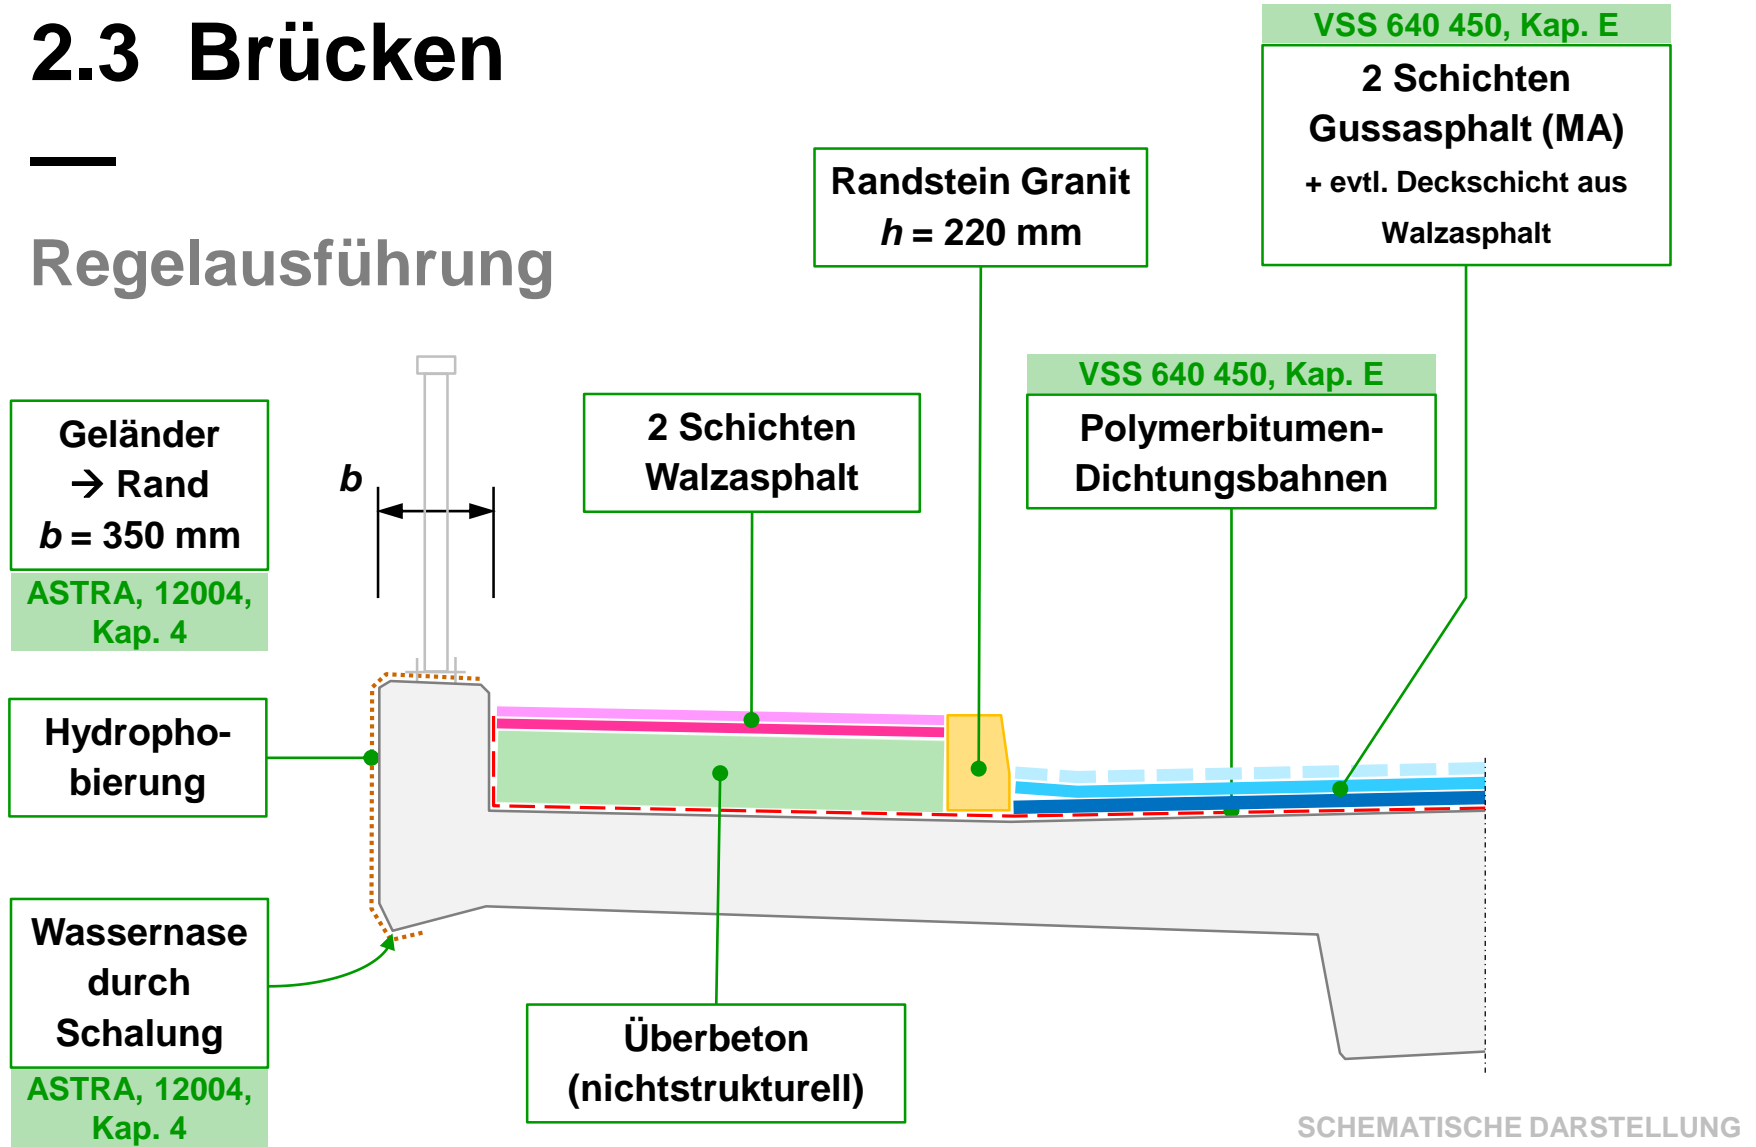 2.3 Brücken
Regelausführung
VSS 640 450, Kap. E
2 Schichten
Gussasphalt (MA)
+ evtl. Deckschicht aus
Walzasphalt
Randstein Granit
h = 220 mm
VSS 640 450, Kap. E
Polymerbitumen-
Dichtungsbahnen
2 Schichten
Walzasphalt
b
Geländer
→ Rand
b = 350 mm
ASTRA, 12004,
Kap. 4
Hydropho-
bierung
Wassernase
durch
Schalung
ASTRA, 12004,
Kap. 4
Überbeton
(nichtstrukturell)
SCHEMATISCHE DARSTELLUNG